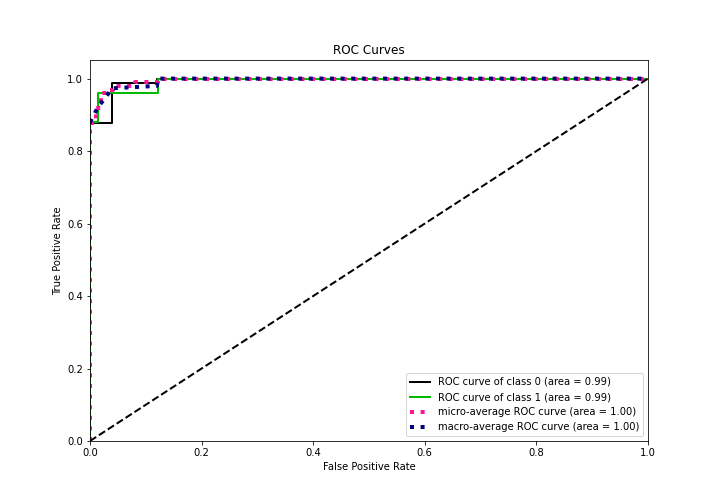 ROC Curves
True Positive Rate
1.0
0.8
0.6
0.4
0.2
0.0
0.0 0.2 0.4 0.6 0.8 1.0
False Positive Rate
ROC curve of class 0 (area = 0.99)
ROC curve of class 1 (area = 0.99)
micro-average ROC curve (area = 1.00)
macro-average ROC curve (area = 1.00)